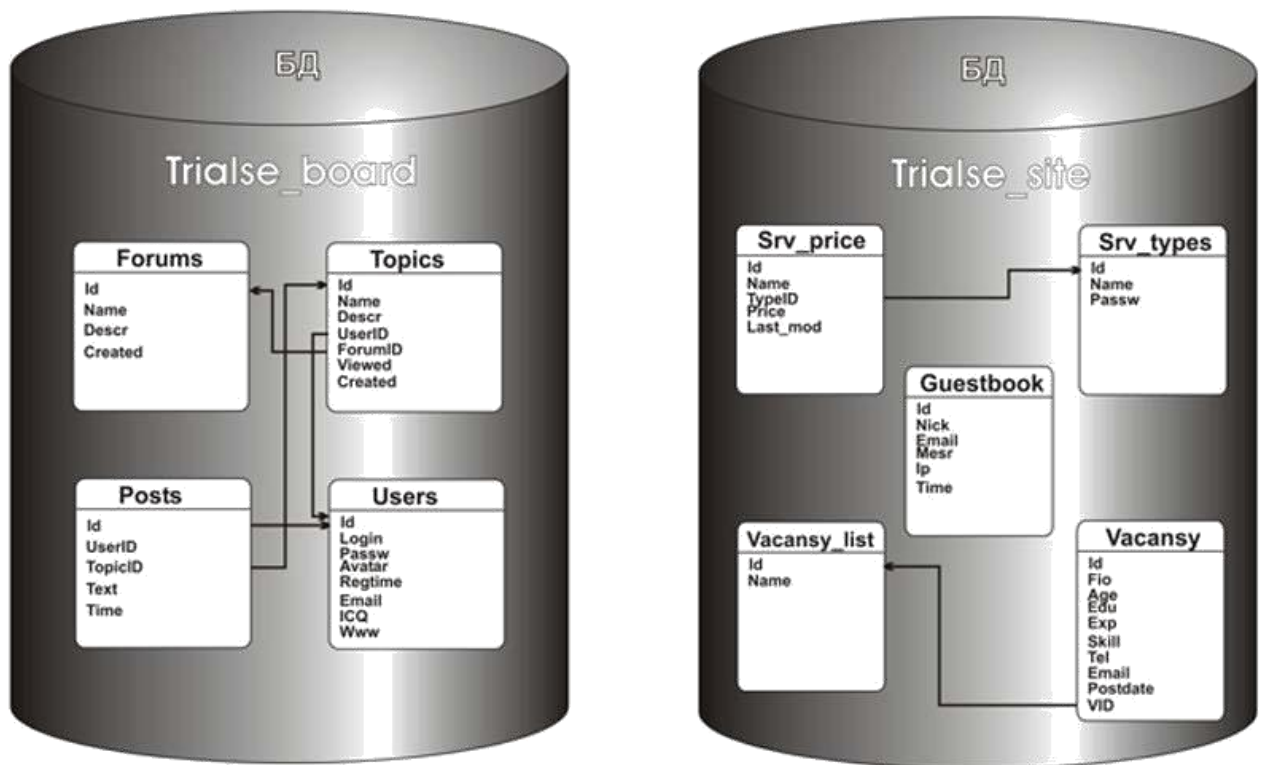 БД
Trialse_board
Forums
Id
Name
Descr
Created
Topics
Id
Name
Descr
UserID
ForumID
Viewed
Created
Posts
Id
UserID
TopicID
Text
Time
Users
Id
Login
Passw
Avatar
Regtime
Email
ICQ
Www
БД
Trialse_site
Srv_price
Id
Name
TypeID
Price
Last_mod
Srv_types
Id
Name
Passw
Guestbook
Id
Nick
Email
Mesr
Ip
Time
Vacansy_list
Id
Name
Vacansy
Id
Fio
Age
Edu
Exp
Skill
Tel
Email
Postdate
VID